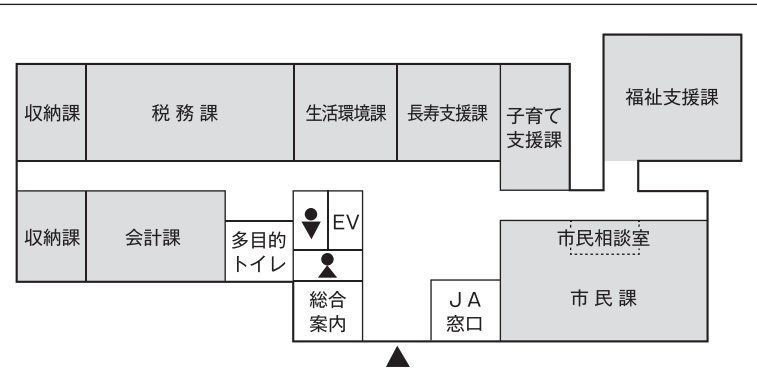 福祉支援課
収納課
税務課
生活環境課
長寿支援課
子育て
支援課
収納課
会計課
多目的
トイレ
EV
総合
案内
JA
窓口
市民相談室
市民課